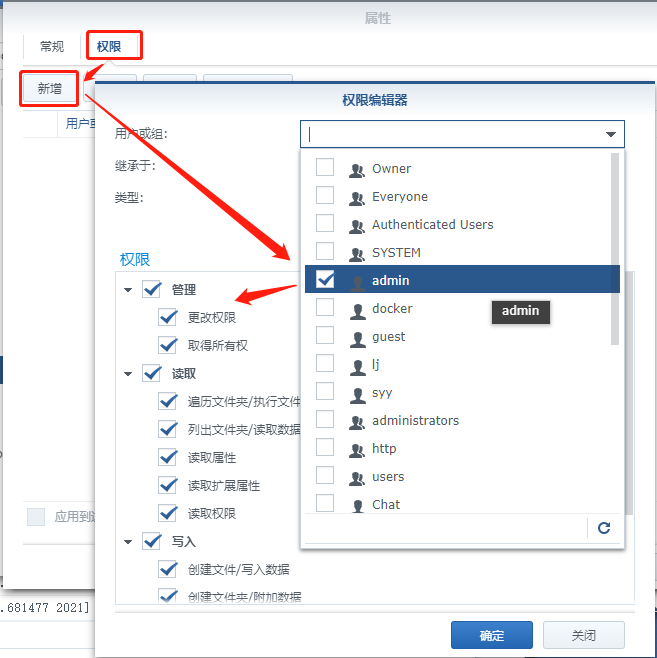 属性
常规 权限
新增
权限编辑器
用户或组:
继承于:
类型:
Owner
Everyone
Authenticated Users
SYSTEM
admin
docker
admin
guest
lj
syy
administrators
http
users
Chat
权限
管理
更改权限
取得所有权
读取
遍历文件夹/执行文件
列出文件夹/读取数据
读取属性
读取扩展属性
读取权限
写入
创建文件/写入数据
创建文件夹/附加数据
用户或
应用到
.681477 2021]
确定 关闭